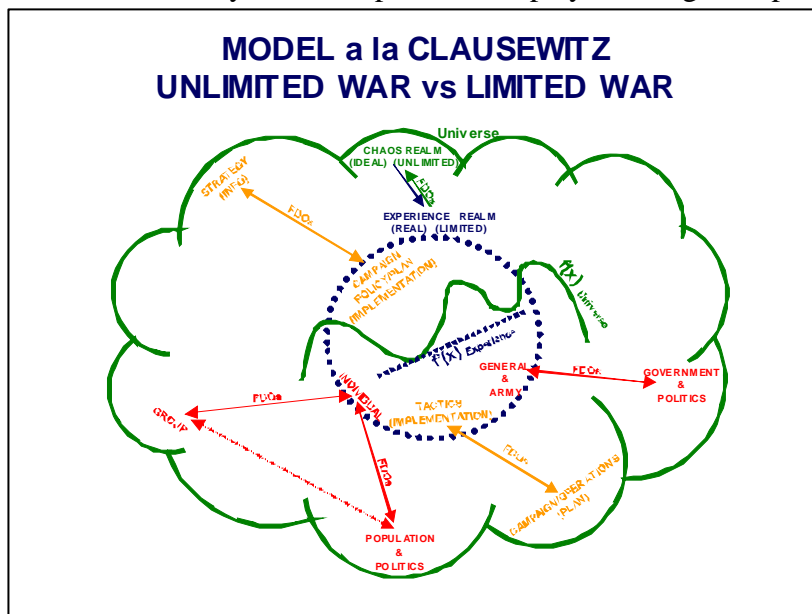 MODEL a la CLAUSEWITZ
UNLIMITED WAR vs LIMITED WAR
Universe
CHAOS REALM
(IDEAL) (UNLIMITED)
FDOs
EXPERIENCE REALM
(REAL) (LIMITED)
STRATEGY
(INFO)
FDOs
CAMPAIGN
POLICY/PLAN
(IMPLEMENTATION)
f(x) Universe
f'(x) Experience
GENERAL
&
ARMY
FDOs
GOVERNMENT
&
POLITICS
INDIVIDUAL
FDOs
GROUP
TACTICS
(IMPLEMENTATION)
FDOs
FDOs
CAMPAIGN/OPERATIONS
(PLAN)
POPULATION
&
POLITICS